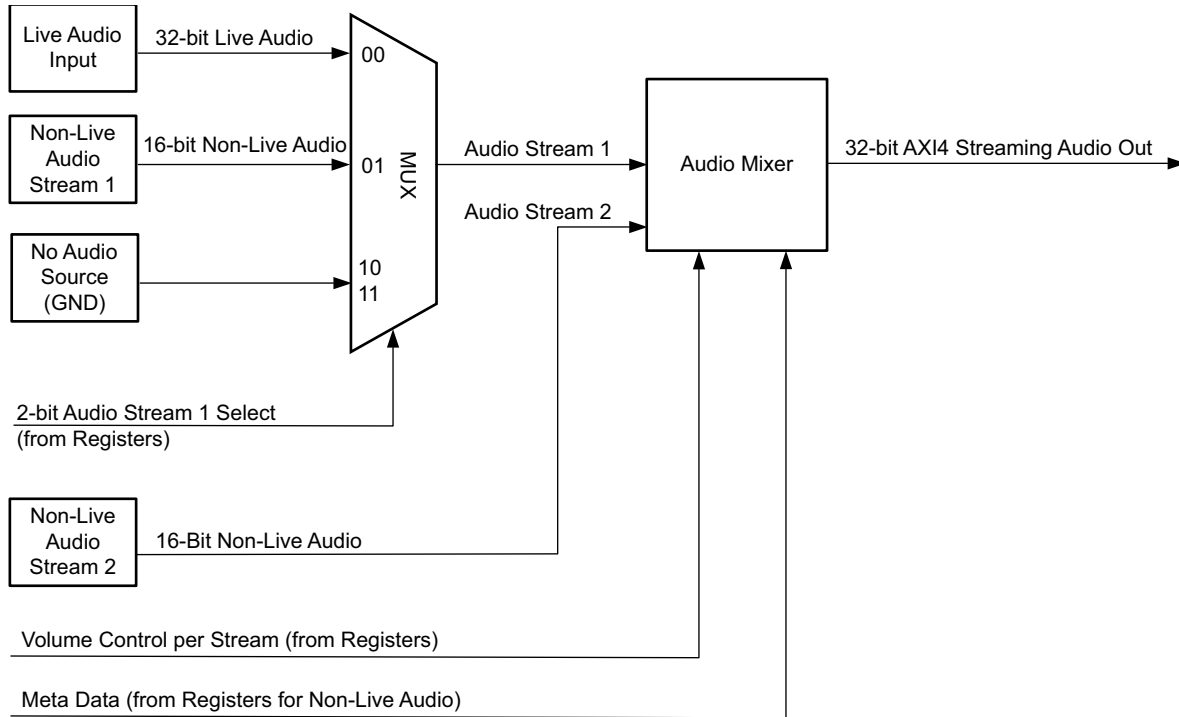 Live Audio
Input
32-bit Live Audio
00
Non-Live
Audio
Stream 1
16-bit Non-Live Audio
01
MUX
Audio Stream 1
Audio Mixer
32-bit AXI4 Streaming Audio Out
Audio Stream 2
No Audio
Source
(GND)
10
11
2-bit Audio Stream 1 Select
(from Registers)
Non-Live
Audio
Stream 2
16-Bit Non-Live Audio
Volume Control per Stream (from Registers)
Meta Data (from Registers for Non-Live Audio)